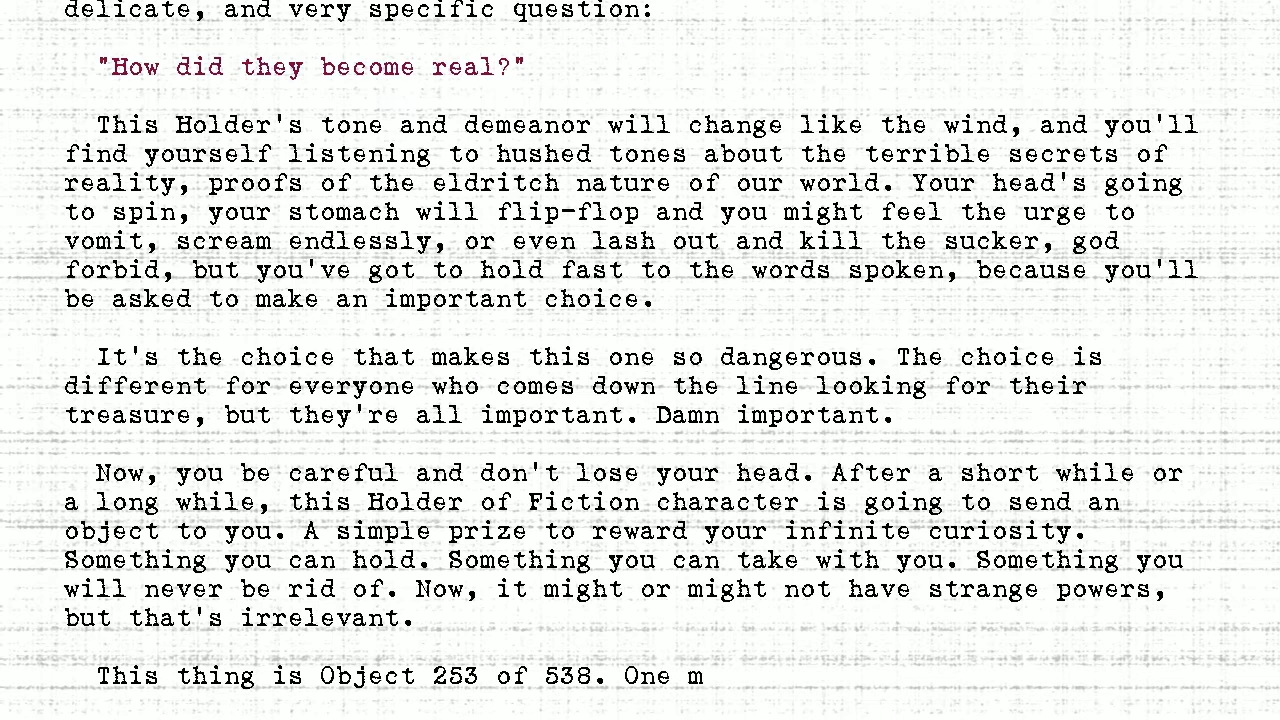 delicate, and very specific question:
"How did they become real?"
This Holder's tone and demeanor will change like the wind, and you'll
find yourself listening to hushed tones about the terrible secrets of
reality, proofs of the eldritch nature of our world. Your head's going
to spin, your stomach will flip-flop and you might feel the urge to
vomit, scream endlessly, or even lash out and kill the sucker, god
forbid, but you've got to hold fast to the words spoken, because you'll
be asked to make an important choice.
It's the choice that makes this one so dangerous. The choice is
different for everyone who comes down the line looking for their
treasure, but they're all important. Damn important.
Now, you be careful and don't lose your head. After a short while or
a long while, this Holder of Fiction character is going to send an
object to you. A simple prize to reward your infinite curiosity.
Something you can hold. Something you can take with you. Something you
will never be rid of. Now, it might or might not have strange powers,
but that's irrelevant.
This thing is Object 253 of 538. One m